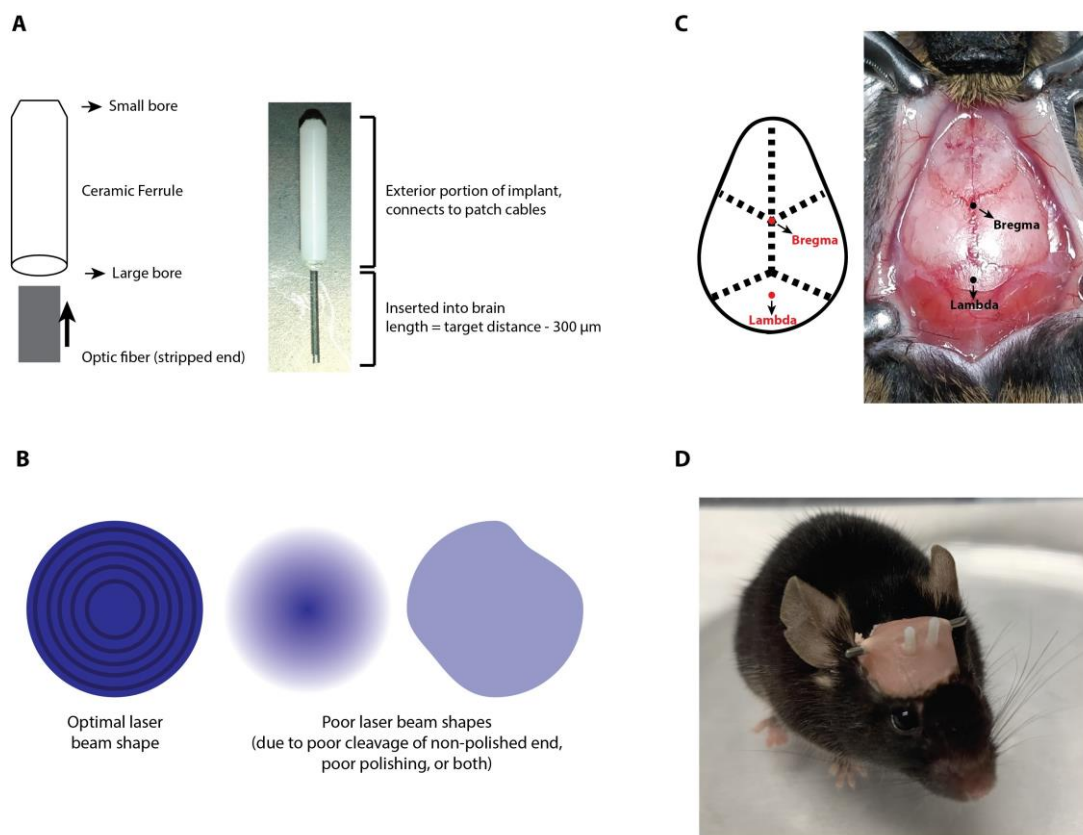 A
Small bore
Ceramic Ferrule
Large bore
Optic fiber (stripped end)
Exterior portion of implant,
connects to patch cables
Inserted into brain
length = target distance - 300 μm
B
Optimal laser
beam shape
Poor laser beam shapes
(due to poor cleavage of non-polished end,
poor polishing, or both)
C
Bregma
Lambda
Bregma
Lambda
D